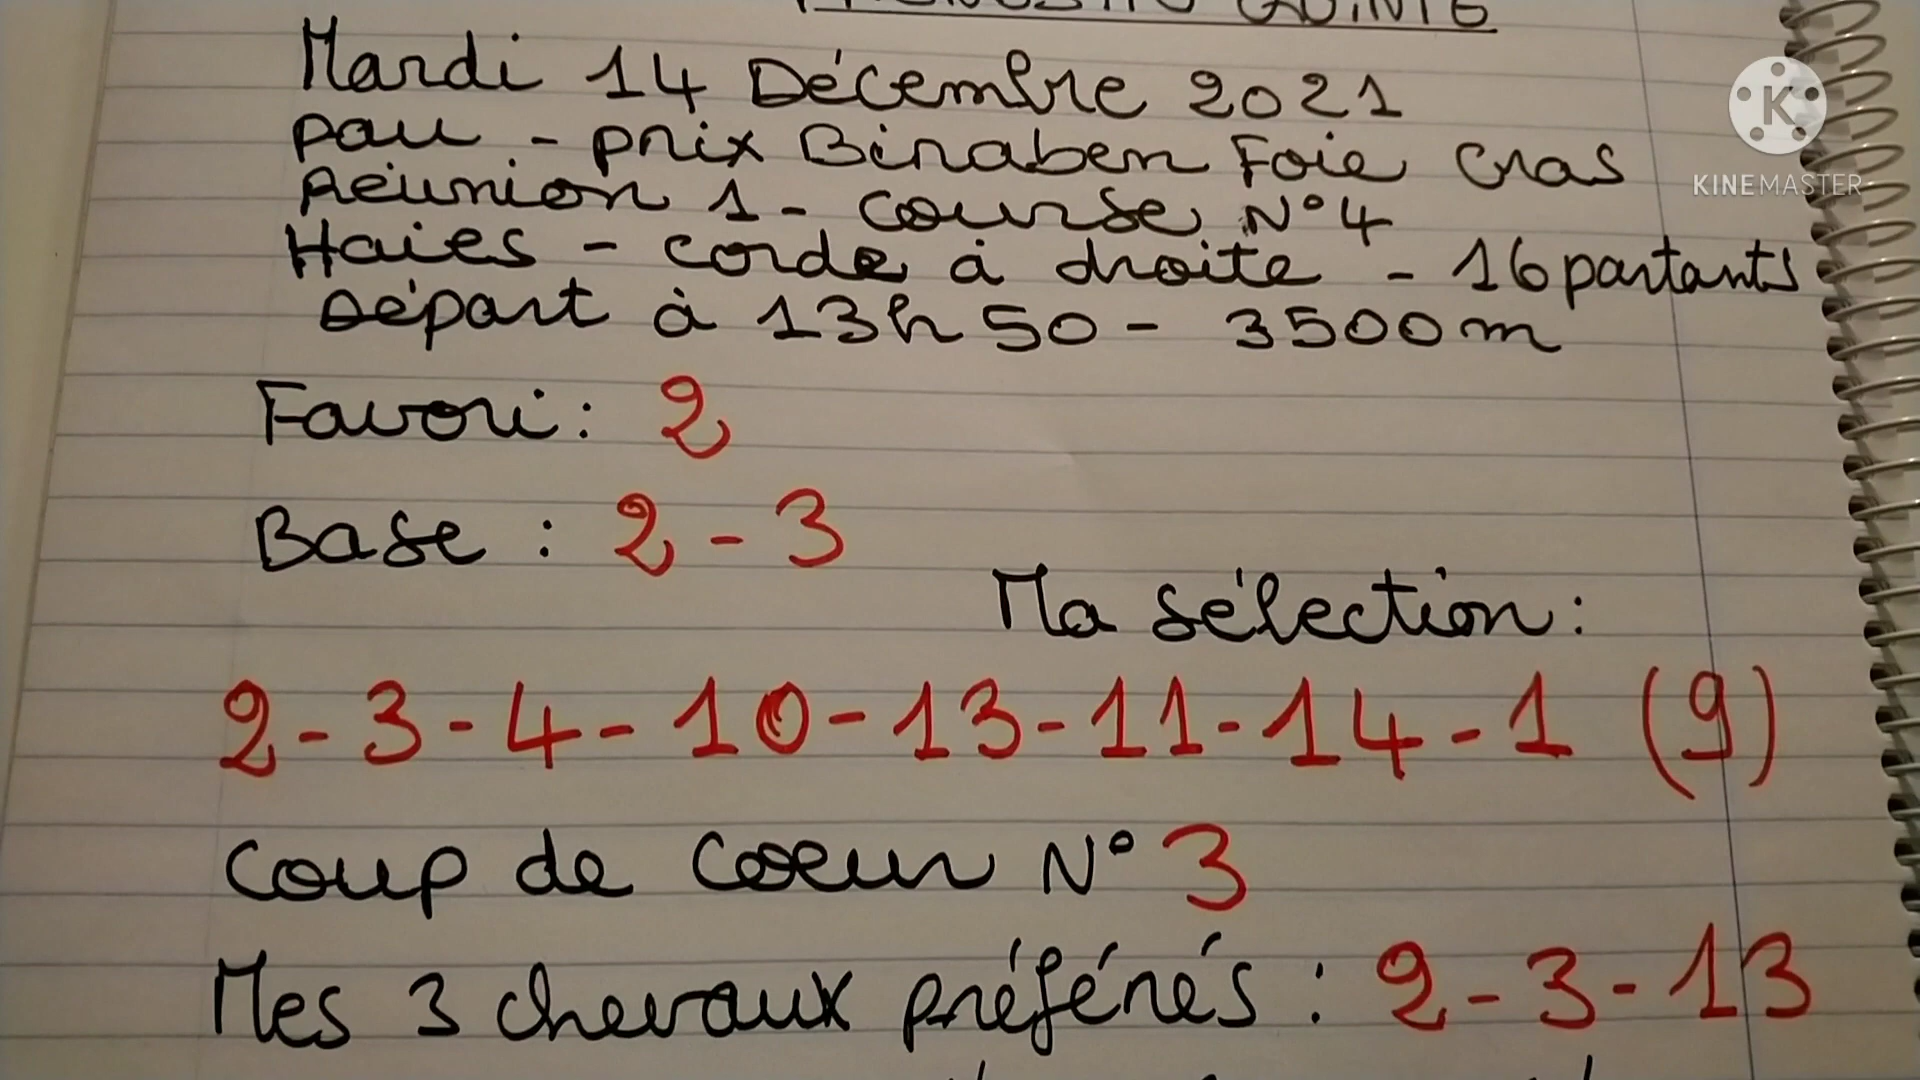 PRONOSTIC QUINTÉ
Mardi 14 Décembre 2021
Pau - prix Binaben Foie Gras
Réunion 1 - Course N°4
Haies - corde à droite - 16 partants
Départ à 13h50 - 3500m
Favori : 2
Base : 2 - 3
Ma sélection :
2 - 3 - 4 - 10 - 13 - 11 - 14 - 1 (9)
Coup de coeur N° 3
Mes 3 chevaux préférés : 2 - 3 - 13
K
KINEMASTER